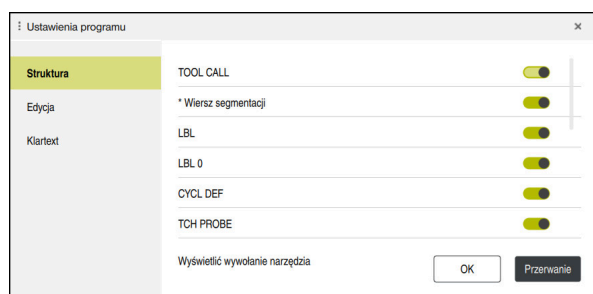 Ustawienia programu
Struktura
Edycja
Klartext
TOOL CALL
* Wiersz segmentacji
LBL
LBL 0
CYCL DEF
TCH PROBE
Wyświetlić wywołanie narzędzia
OK
Przerwanie